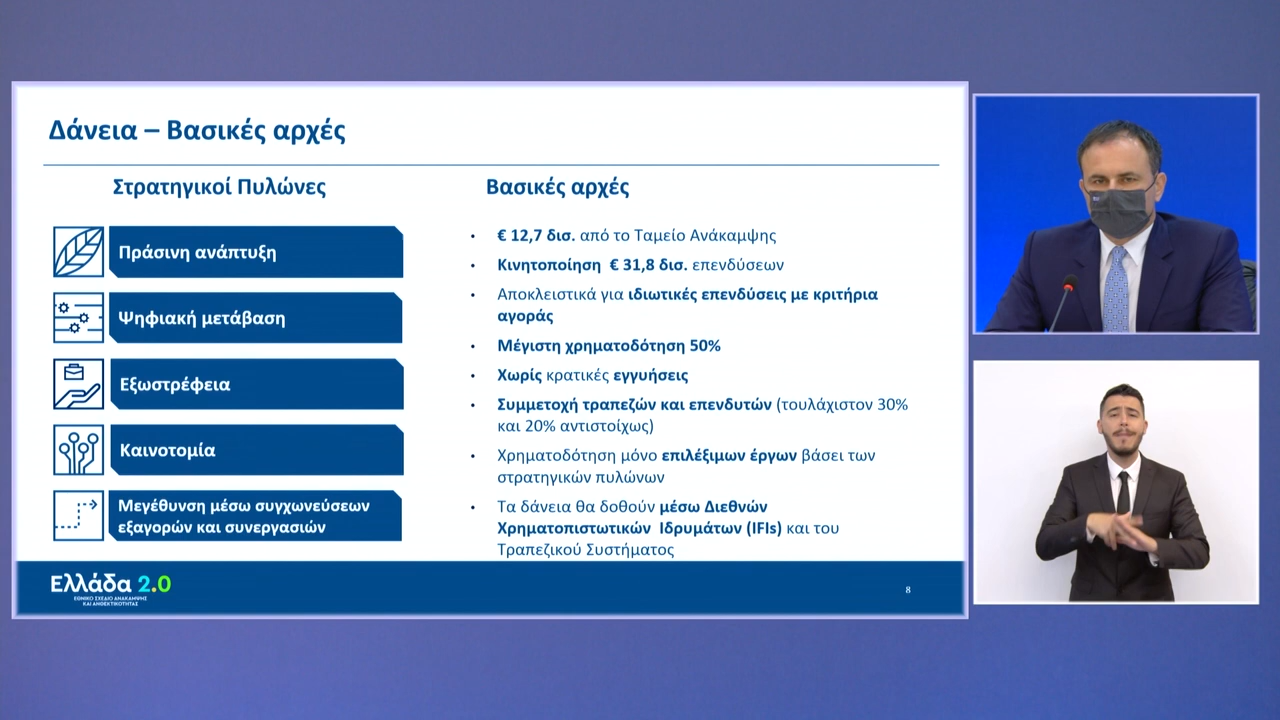 Δάνεια – Βασικές αρχές
Στρατηγικοί Πυλώνες
Πράσινη ανάπτυξη
Ψηφιακή μετάβαση
Εξωστρέφεια
Καινοτομία
Μεγέθυνση μέσω συγχωνεύσεων
εξαγορών και συνεργασιών
Βασικές αρχές
• € 12,7 δισ. από το Ταμείο Ανάκαμψης
• Κινητοποίηση € 31,8 δισ. επενδύσεων
• Αποκλειστικά για ιδιωτικές επενδύσεις με κριτήρια
αγοράς
• Μέγιστη χρηματοδότηση 50%
• Χωρίς κρατικές εγγυήσεις
• Συμμετοχή τραπεζών και επενδυτών (τουλάχιστον 30%
και 20% αντιστοίχως)
• Χρηματοδότηση μόνο επιλέξιμων έργων βάσει των
στρατηγικών πυλώνων
• Τα δάνεια θα δοθούν μέσω Διεθνών
Χρηματοπιστωτικών Ιδρυμάτων (IFIs) και του
Τραπεζικού Συστήματος
Ελλάδα 2.0
ΕΘΝΙΚΟ ΣΧΕΔΙΟ ΑΝΑΚΑΜΨΗΣ
ΚΑΙ ΑΝΘΕΚΤΙΚΟΤΗΤΑΣ
8